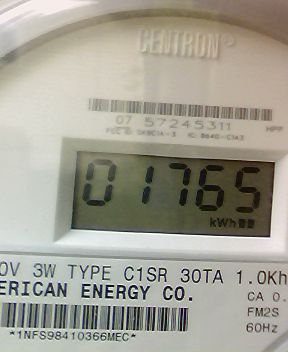 CENTRON®
07 57245311
HPP
01765
kWh
0V 3W TYPE C1SR 30TA 1.0Kh
ERICAN ENERGY CO.
CA 0.
FM2S
60Hz
*1NFS98410366MEC*